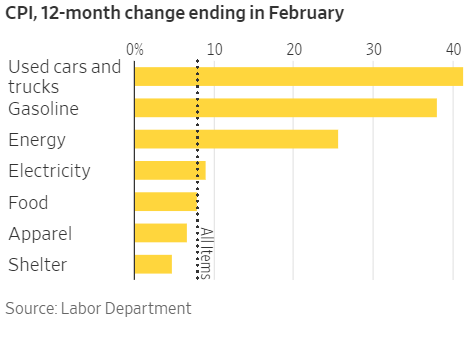 CPI, 12-month change ending in February
0% 10 20 30 40
Used cars and
trucks
Gasoline
Energy
Electricity
Food
Apparel
Shelter
All Items
Source: Labor Department